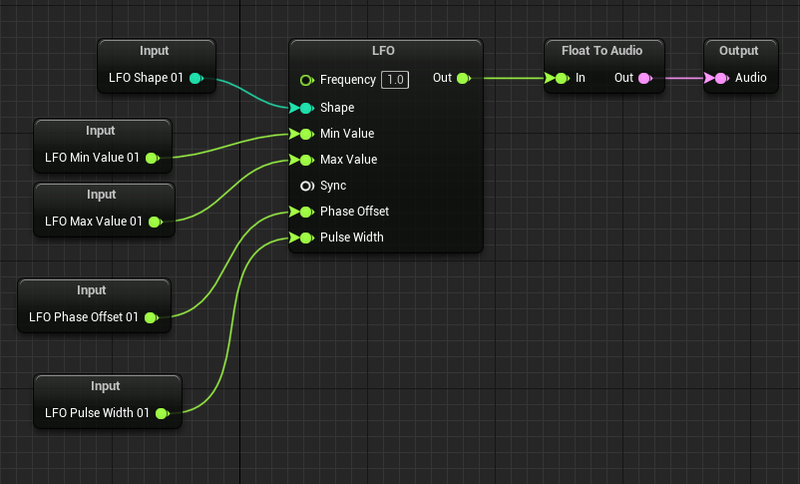 Input
LFO Shape 01
Input
LFO Min Value 01
Input
LFO Max Value 01
Input
LFO Phase Offset 01
Input
LFO Pulse Width 01
LFO
Frequency 1.0 Out
Shape
Min Value
Max Value
Sync
Phase Offset
Pulse Width
Float To Audio
In Out
Output
Audio